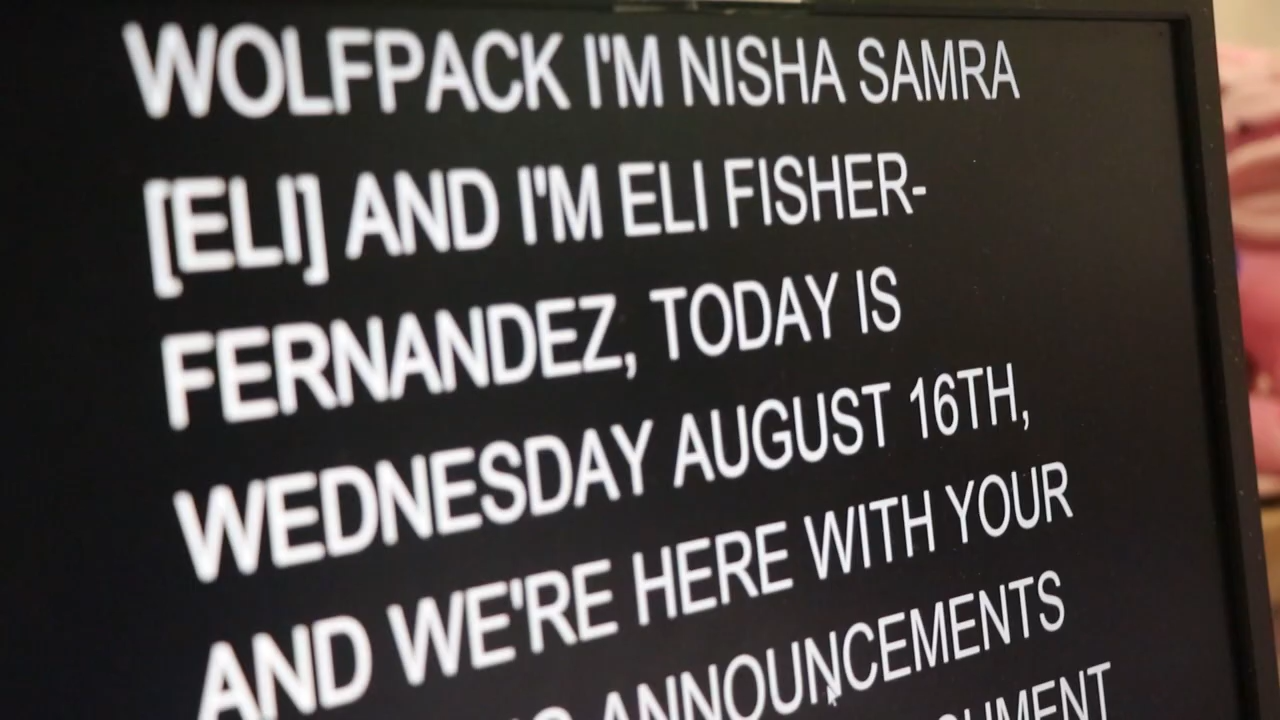 WOLFPACK I'M NISHA SAMRA
[ELI] AND I'M ELI FISHER-
FERNANDEZ, TODAY IS
WEDNESDAY AUGUST 16TH,
AND WE'RE HERE WITH YOUR
ANNOUNCEMENTS